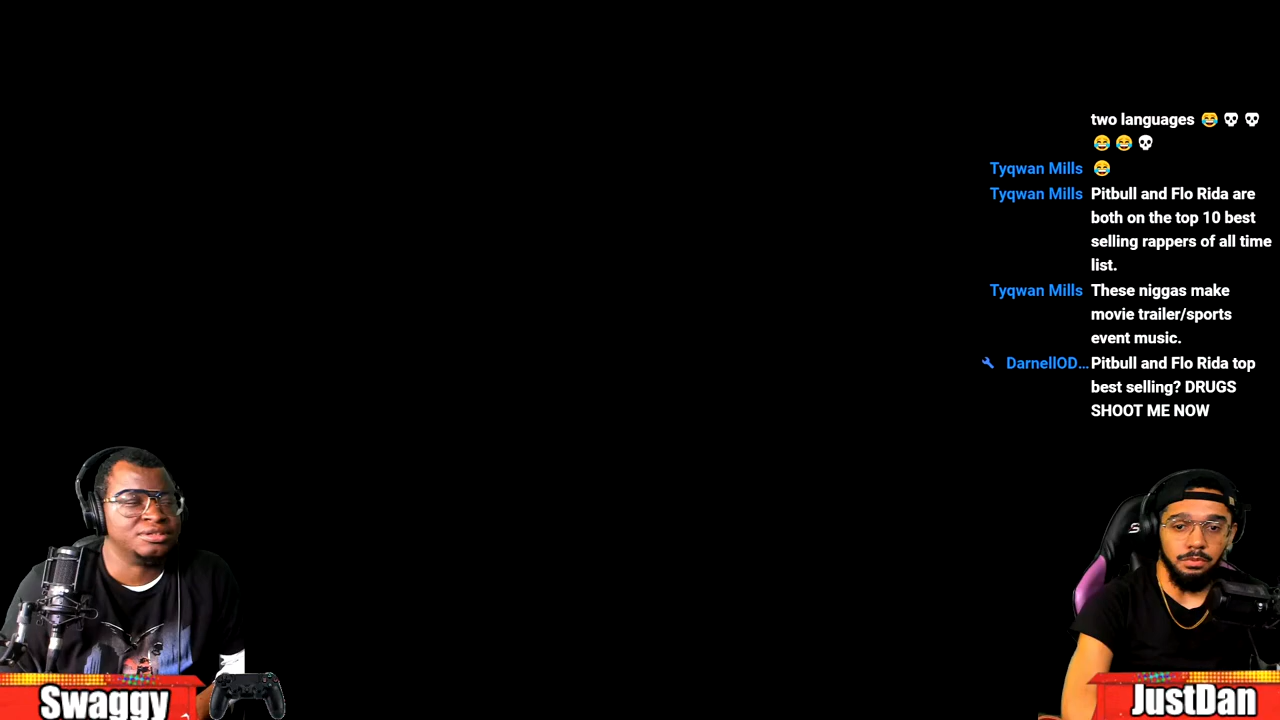 two languages 😂💀💀
😂😂💀
Tyqwan Mills 😂
Tyqwan Mills Pitbull and Flo Rida are
both on the top 10 best
selling rappers of all time
list.
Tyqwan Mills These niggas make
movie trailer/sports
event music.
DarnellOD... Pitbull and Flo Rida top
best selling? DRUGS
SHOOT ME NOW
Swaggy
JustDan